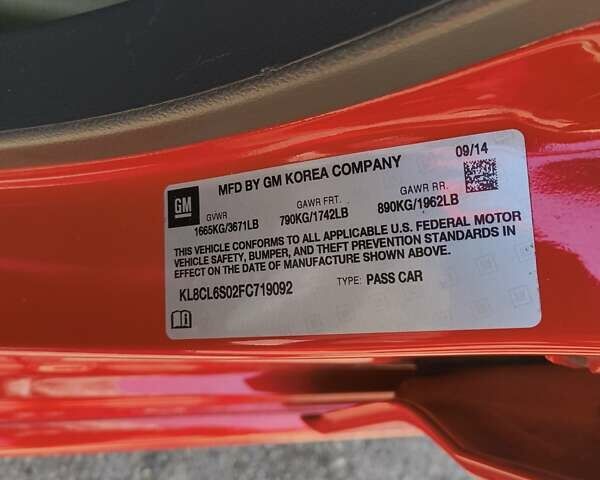 MFD BY GM KOREA COMPANY
09/14
GM
GVWR
GAWR FRT.
GAWR RR.
1665KG/3671LB
790KG/1742LB
890KG/1962LB
THIS VEHICLE CONFORMS TO ALL APPLICABLE U.S. FEDERAL MOTOR
VEHICLE SAFETY, BUMPER, AND THEFT PREVENTION STANDARDS IN
EFFECT ON THE DATE OF MANUFACTURE SHOWN ABOVE.
KL8CL6S02FC719092
TYPE: PASS CAR